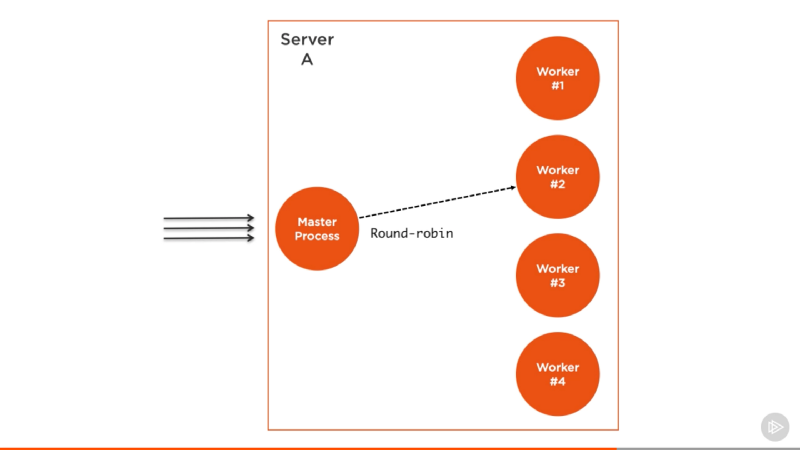 Server
A
Worker
#1
Worker
#2
Master
Process
Round-robin
Worker
#3
Worker
#4